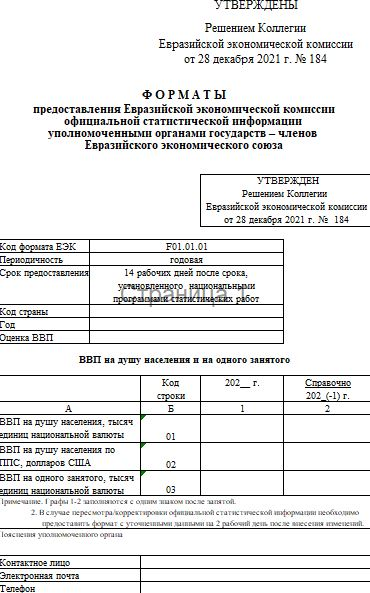 УТВЕРЖДЕНЫ
Решением Коллегии
Евразийской экономической комиссии
от 28 декабря 2021 г. № 184
Ф О Р М А Т Ы
предоставления Евразийской экономической комиссии
официальной статистической информации
уполномоченными органами государств – членов
Евразийского экономического союза
УТВЕРЖДЕН
Решением Коллегии
Евразийской экономической комиссии
от 28 декабря 2021 г. № 184
Код формата ЕЭК F01.01.01
Периодичность годовая
Срок предоставления 14 рабочих дней после срока,
установленного национальными
программами статистических работ
Страница 1
Код страны
Год
Оценка ВВП
ВВП на душу населения и на одного занятого
Код строки 202__ г. Справочно 202_(-1) г.
А Б 1 2
ВВП на душу населения, тысяч
единиц национальной валюты 01
ВВП на душу населения по
ППС, долларов США 02
ВВП на одного занятого, тысяч
единиц национальной валюты 03
Примечание. Графы 1-2 заполняются с одним знаком после запятой.
2. В случае пересмотра/корректировки официальной статистической информации необходимо
предоставить формат с уточненными данными на 2 рабочий день после внесения изменений.
Пояснения уполномоченного органа
Контактное лицо
Электронная почта
Телефон